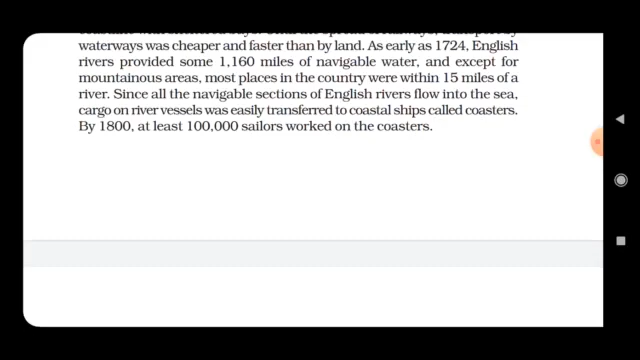 waterways was cheaper and faster than by land. As early as 1724, English
rivers provided some 1,160 miles of navigable water, and except for
mountainous areas, most places in the country were within 15 miles of a
river. Since all the navigable sections of English rivers flow into the sea,
cargo on river vessels was easily transferred to coastal ships called coasters.
By 1800, at least 100,000 sailors worked on the coasters.